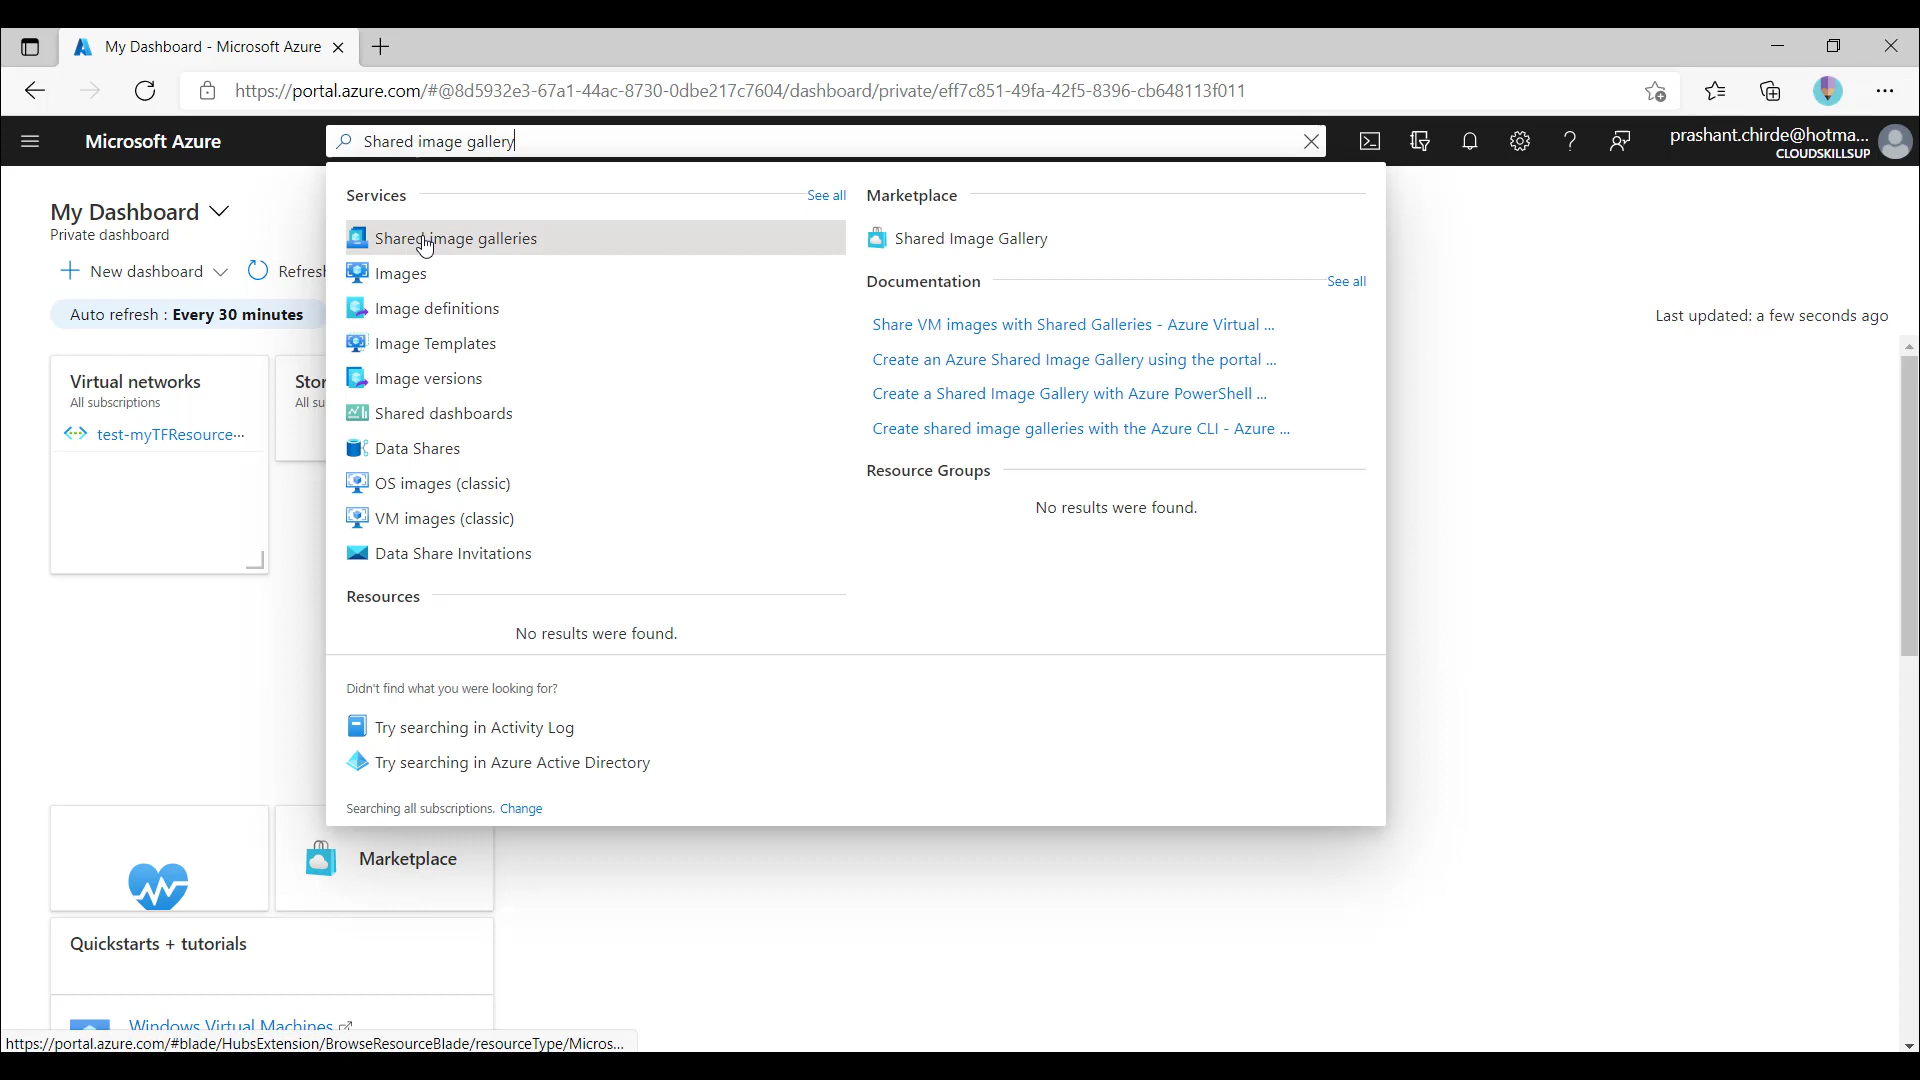 My Dashboard - Microsoft Azure
https://portal.azure.com/#@8d5932e3-67a1-44ac-8730-0dbe217c7604/dashboard/private/eff7c851-49fa-42f5-8396-cb648113f011
Microsoft Azure
Shared image gallery
prashant.chirde@hotma...
CLOUDSKILLSUP
My Dashboard
Private dashboard
New dashboard
Refresh
Auto refresh : Every 30 minutes
Last updated: a few seconds ago
Virtual networks
All subscriptions
test-myTFResource···
Stor
All su
Services
See all
Shared image galleries
Images
Image definitions
Image Templates
Image versions
Shared dashboards
Data Shares
OS images (classic)
VM images (classic)
Data Share Invitations
Resources
No results were found.
Marketplace
Shared Image Gallery
Documentation
See all
Share VM images with Shared Galleries - Azure Virtual ...
Create an Azure Shared Image Gallery using the portal ...
Create a Shared Image Gallery with Azure PowerShell ...
Create shared image galleries with the Azure CLI - Azure ...
Resource Groups
No results were found.
Didn't find what you were looking for?
Try searching in Activity Log
Try searching in Azure Active Directory
Searching all subscriptions. Change
Marketplace
Quickstarts + tutorials
Windows Virtual Machines
https://portal.azure.com/#blade/HubsExtension/BrowseResourceBlade/resourceType/Micros...